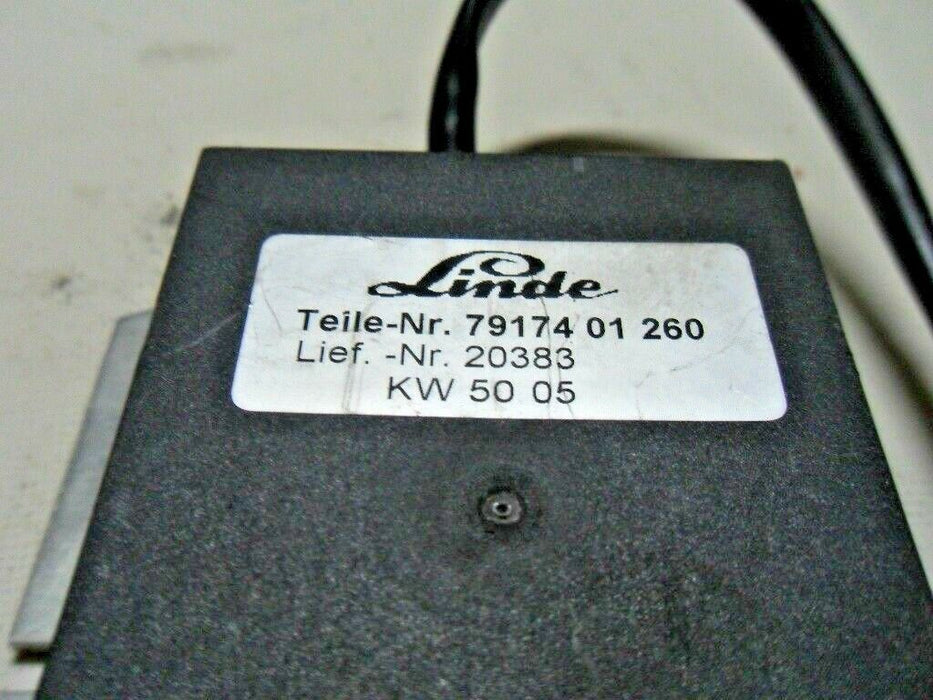 Linde
Teile-Nr. 79174 01 260
Lief. -Nr. 20383
KW 50 05